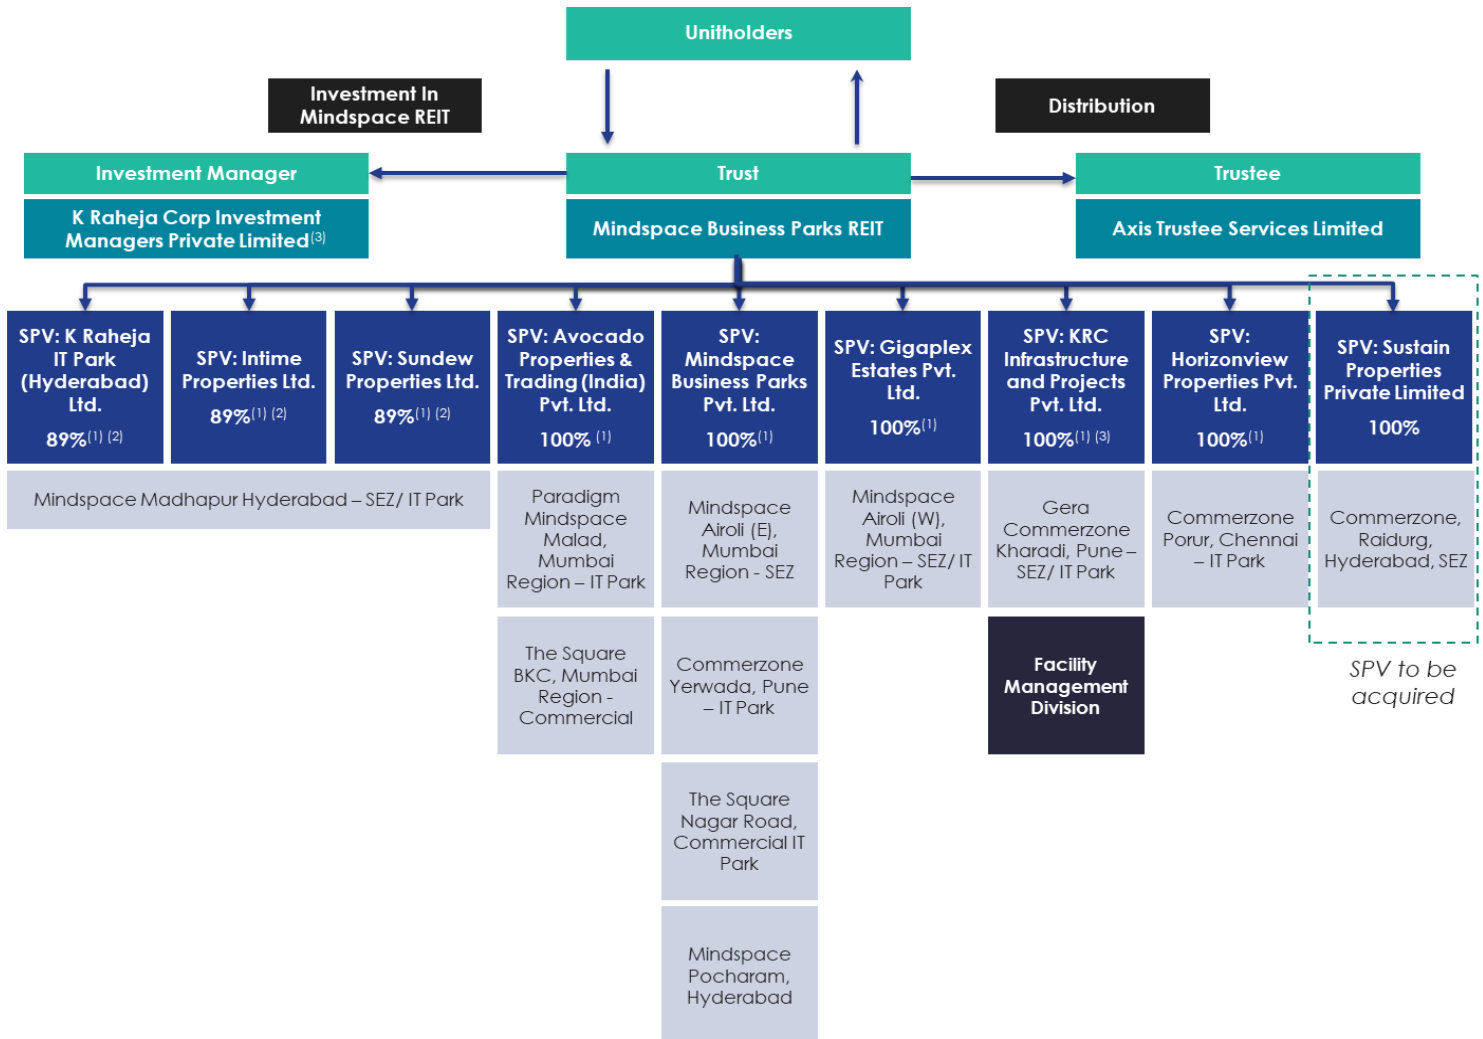 Unitholders
Investment In
Mindspace REIT
Distribution
Investment Manager
Trust
Trustee
K Raheja Corp Investment
Managers Private Limited(3)
Mindspace Business Parks REIT
Axis Trustee Services Limited
SPV: K Raheja
IT Park
(Hyderabad)
Ltd.
89%(1) (2)
SPV: Intime
Properties Ltd.
89%(1) (2)
SPV: Sundew
Properties Ltd.
89%(1) (2)
SPV: Avocado
Properties &
Trading (India)
Pvt. Ltd.
100% (1)
SPV:
Mindspace
Business Parks
Pvt. Ltd.
100%(1)
SPV: Gigaplex
Estates Pvt.
Ltd.
100%(1)
SPV: KRC
Infrastructure
and Projects
Pvt. Ltd.
100%(1) (3)
SPV:
Horizonview
Properties Pvt.
Ltd.
100%(1)
SPV: Sustain
Properties
Private Limited
100%
Mindspace Madhapur Hyderabad – SEZ/ IT Park
Paradigm
Mindspace
Malad,
Mumbai
Region – IT Park
Mindspace
Airoli (E),
Mumbai
Region - SEZ
Mindspace
Airoli (W),
Mumbai
Region – SEZ/ IT
Park
Gera
Commerzone
Kharadi, Pune –
SEZ/ IT Park
Commerzone
Porur, Chennai
– IT Park
Commerzone,
Raidurg,
Hyderabad, SEZ
The Square
BKC, Mumbai
Region -
Commercial
Commerzone
Yerwada, Pune
– IT Park
Facility
Management
Division
SPV to be
acquired
The Square
Nagar Road,
Commercial IT
Park
Mindspace
Pocharam,
Hyderabad